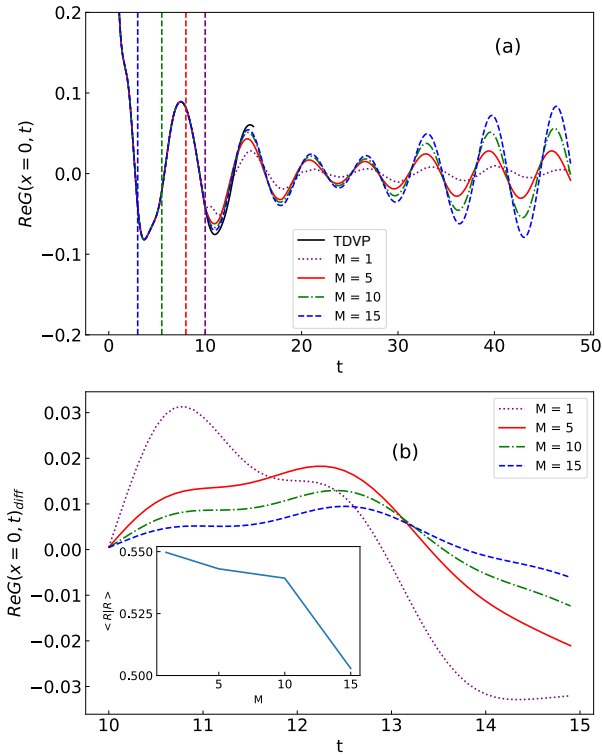 (a)
ReG(x = 0, t)
0.2
0.1
0.0
−0.1
−0.2
TDVP
M = 1
M = 5
M = 10
M = 15
0 10 20 30 40 50
t
(b)
ReG(x = 0, t)diff
0.03
0.02
0.01
0.00
−0.01
−0.02
−0.03
M = 1
M = 5
M = 10
M = 15
< R|R >
0.550
0.525
0.500
5 10 15
M
10 11 12 13 14 15
t